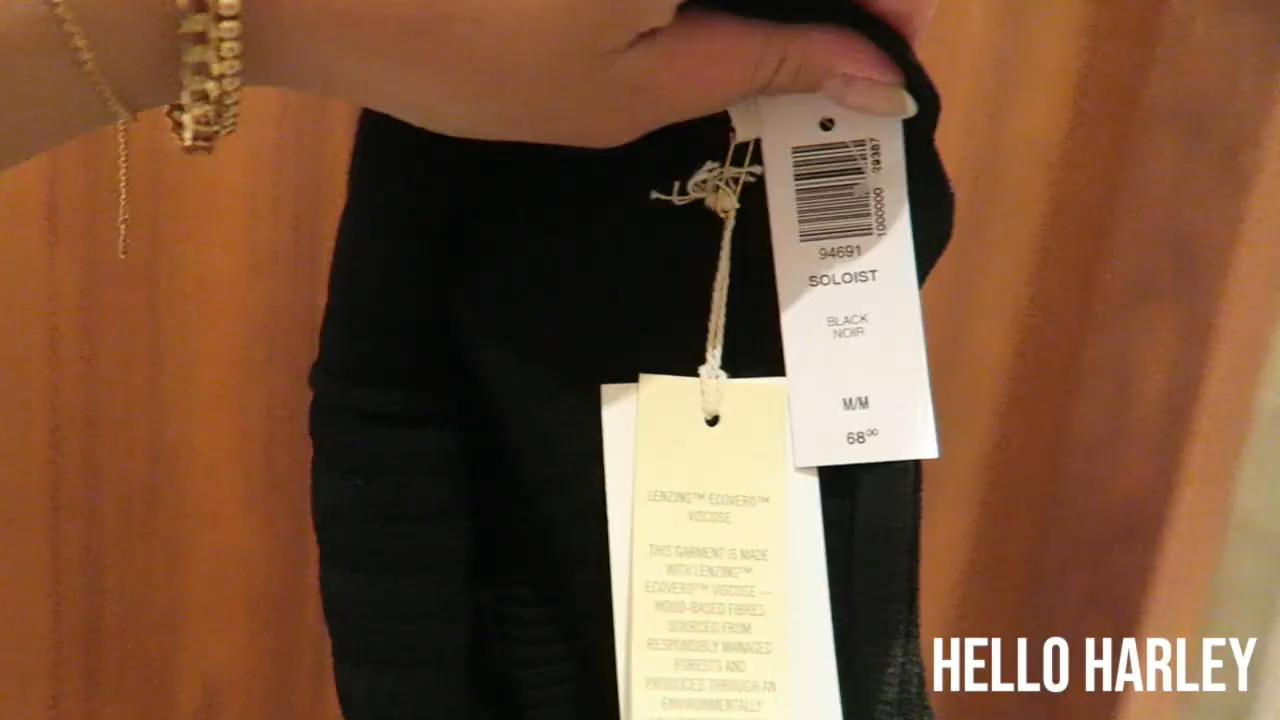 1000000 29387
94691
SOLOIST
BLACK
NOIR
M/M
68⁰⁰
LENZING™ ECOVERO™
VISCOSE
THIS GARMENT IS MADE
WITH LENZING™
ECOVERO™ VISCOSE —
WOOD-BASED FIBRES
SOURCED FROM
RESPONSIBLY MANAGED
FORESTS AND
PRODUCED THROUGH AN
ENVIRONMENTALLY
HELLO HARLEY